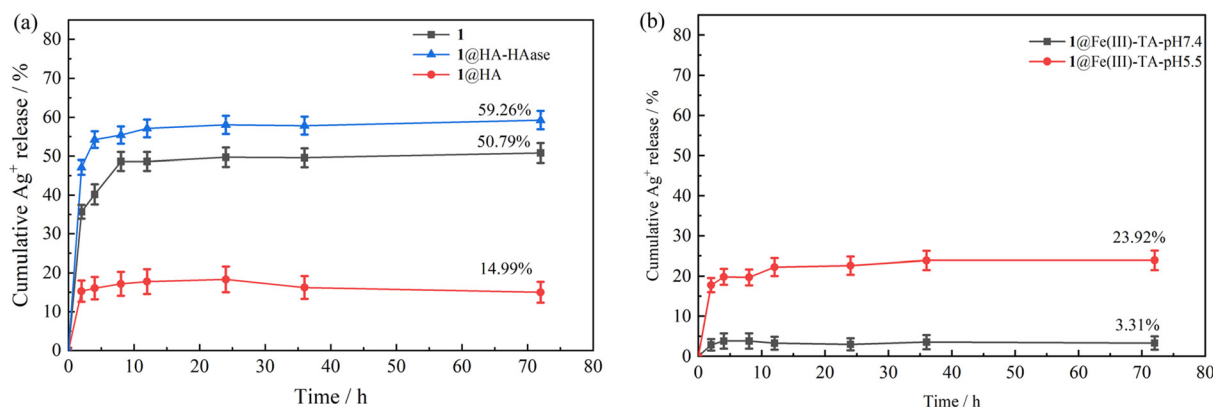 (a)
1
1@HA-HAase
1@HA
59.26%
50.79%
14.99%
80
70
60
50
40
30
20
10
0
0 10 20 30 40 50 60 70 80
Cumulative Ag⁺ release / %
Time / h
(b)
1@Fe(III)-TA-pH7.4
1@Fe(III)-TA-pH5.5
23.92%
3.31%
80
70
60
50
40
30
20
10
0
0 10 20 30 40 50 60 70 80
Cumulative Ag⁺ release / %
Time / h